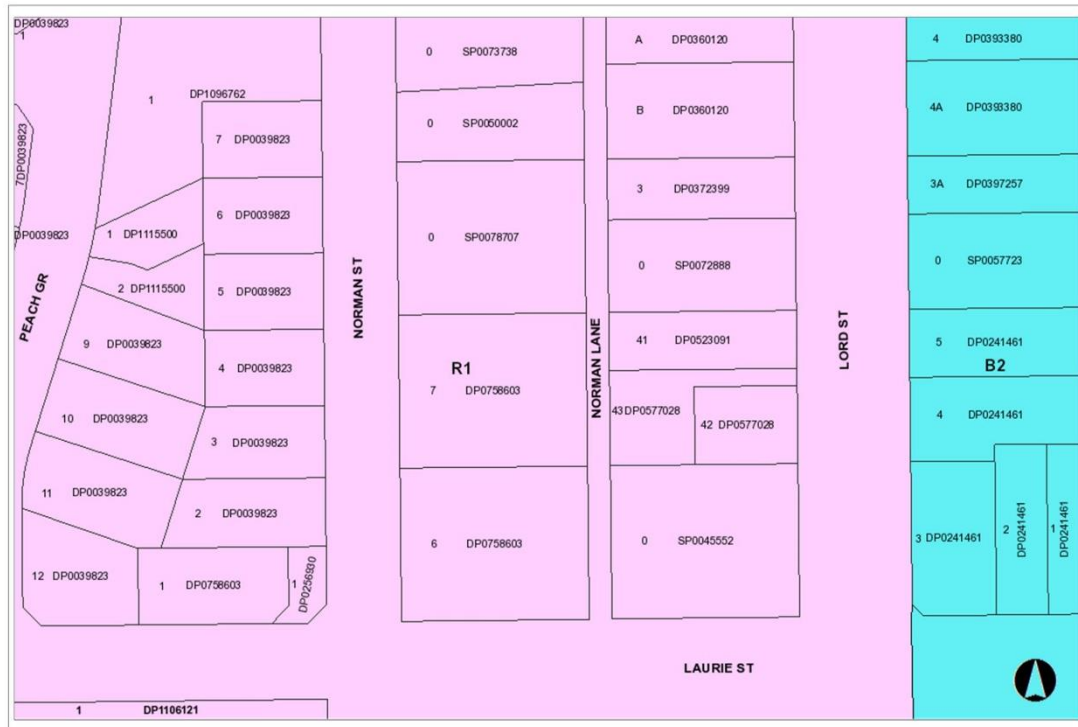 DP0039823
1
1 DP1096762
7 DP0039823
7DP0039823
6 DP0039823
DP0039823
1 DP1115500
2 DP1115500
5 DP0039823
PEACH GR
9 DP0039823
4 DP0039823
10 DP0039823
3 DP0039823
11 DP0039823
2 DP0039823
12 DP0039823
1 DP0758603
1 DP0256930
NORMAN ST
0 SP0073738
0 SP0050002
0 SP0078707
R1
7 DP0758603
6 DP0758603
NORMAN LANE
A DP0360120
B DP0360120
3 DP0372399
0 SP0072888
41 DP0523091
43DP0577028
42 DP0577028
0 SP0045552
LORD ST
4 DP0393380
4A DP0393380
3A DP0397257
0 SP0057723
5 DP0241461
B2
4 DP0241461
3 DP0241461
2 DP0241461
1 DP0241461
LAURIE ST
1 DP1106121